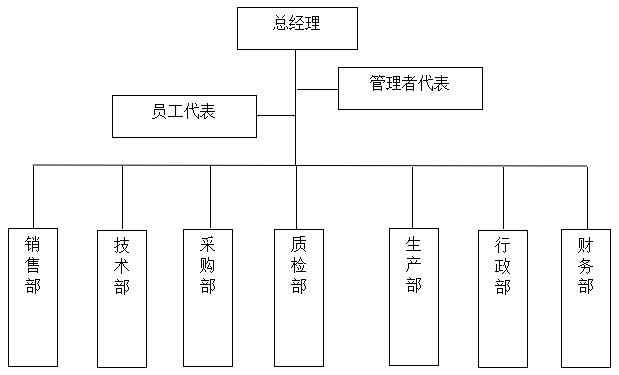 总经理
管理者代表
员工代表
销售部
技术部
采购部
质检部
生产部
行政部
财务部